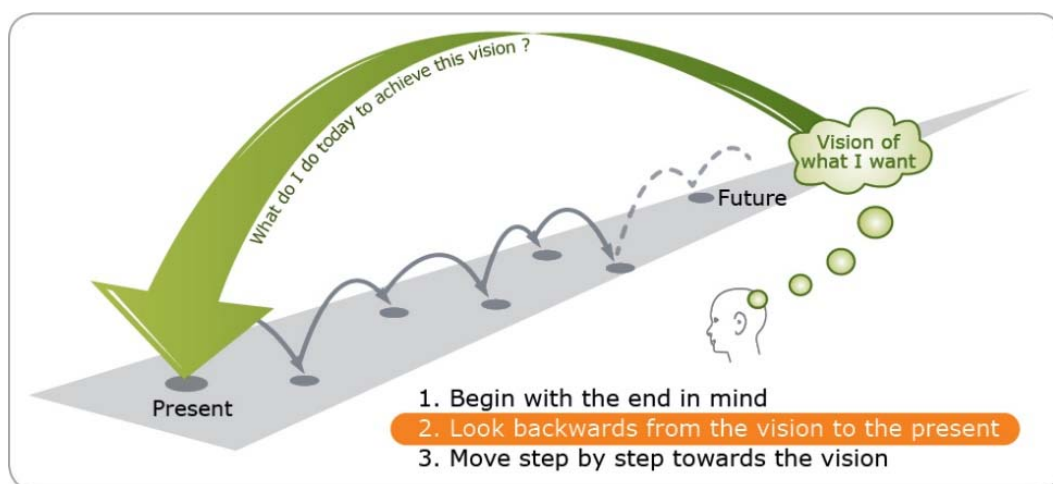 What do I do today to achieve this vision ?
Vision of
what I want
Future
Present
1. Begin with the end in mind
2. Look backwards from the vision to the present
3. Move step by step towards the vision